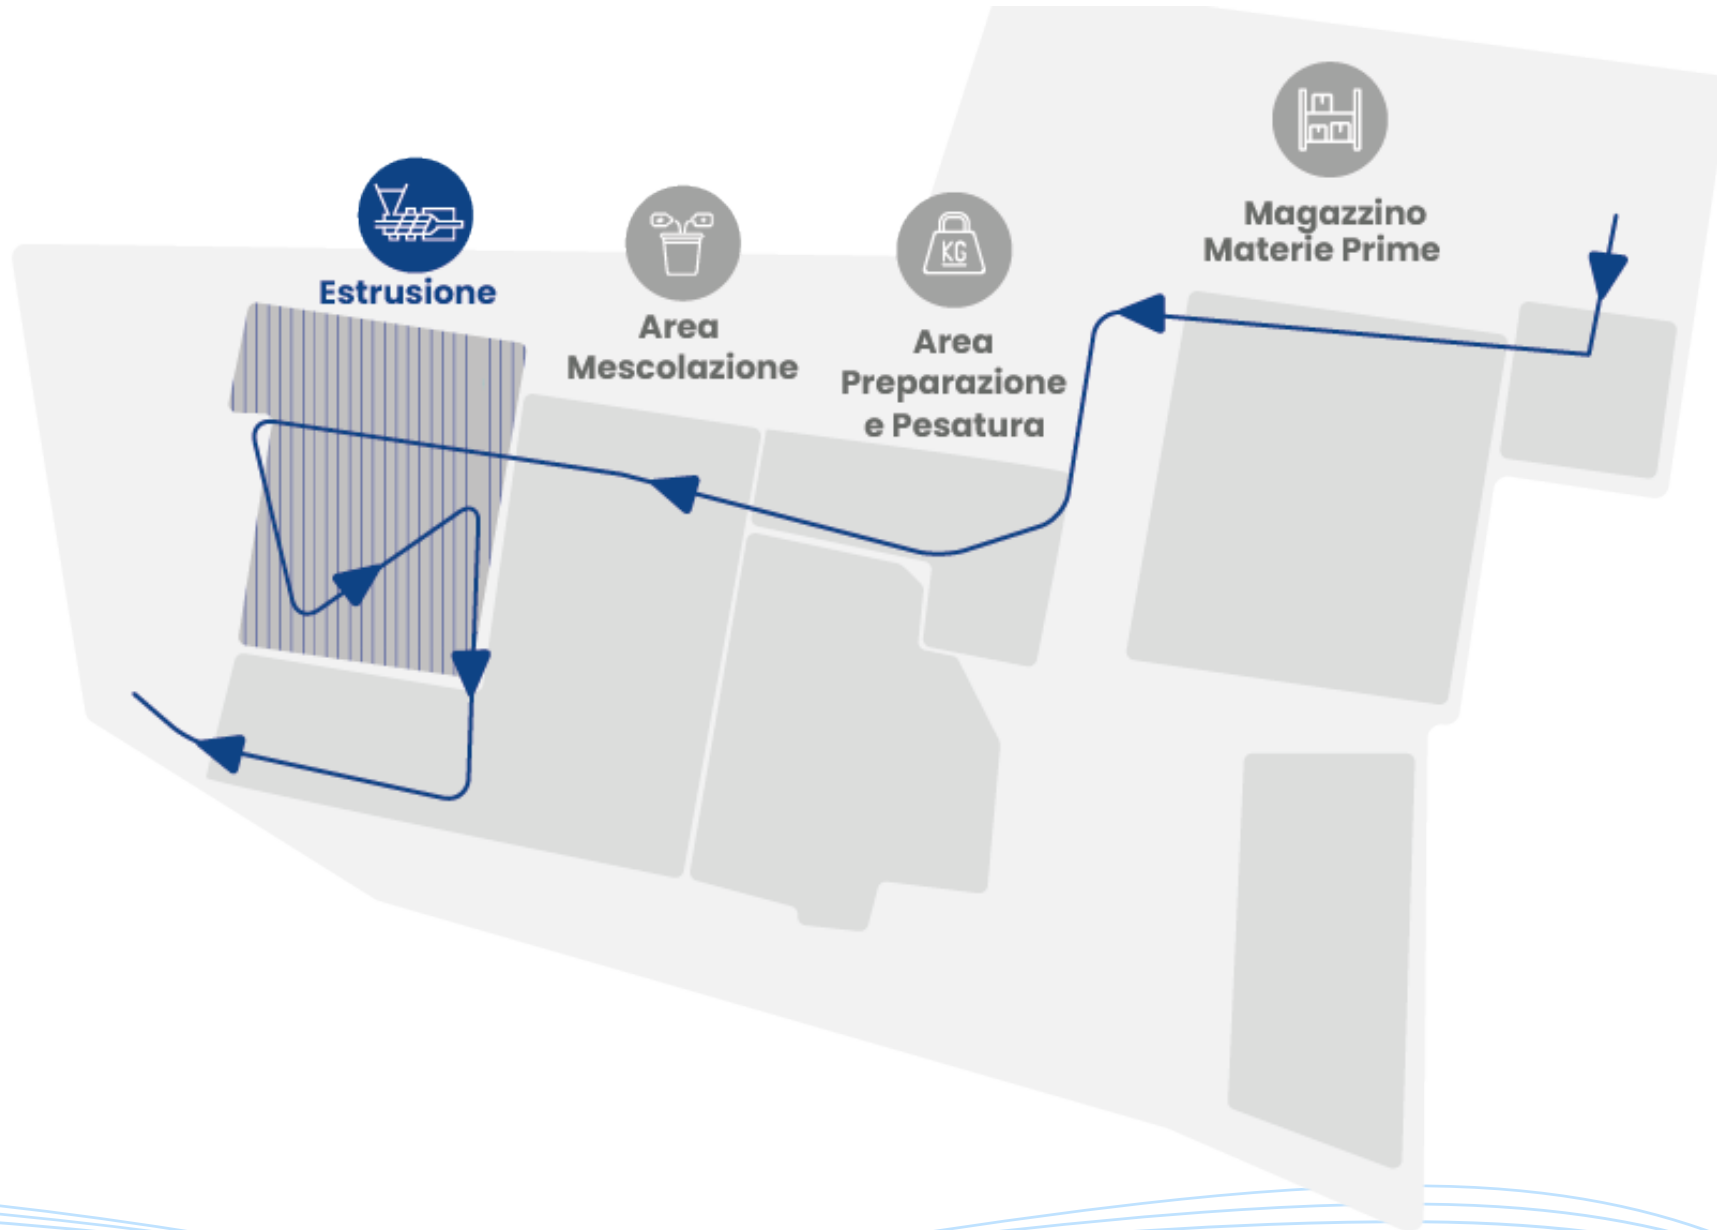 Estrusione
Area
Mescolazione
KG
Area
Preparazione
e Pesatura
Magazzino
Materie Prime